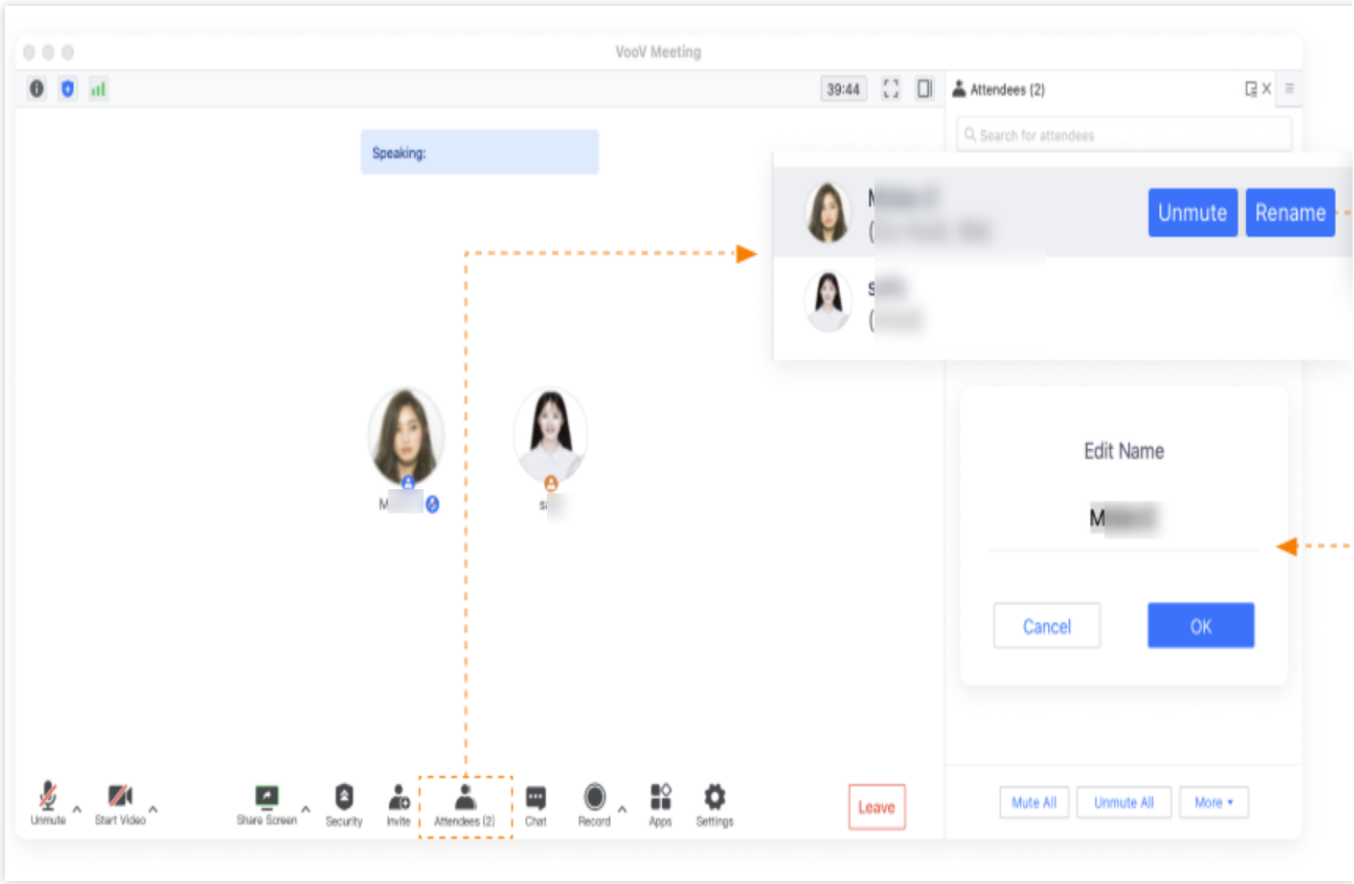 VooV Meeting
39:44
Attendees (2)
Search for attendees
Speaking:
M
(
Unmute
Rename
s
(
M
sa
Edit Name
M
Cancel
OK
Unmute
Start Video
Share Screen
Security
Invite
Attendees (2)
Chat
Record
Apps
Settings
Leave
Mute All
Unmute All
More